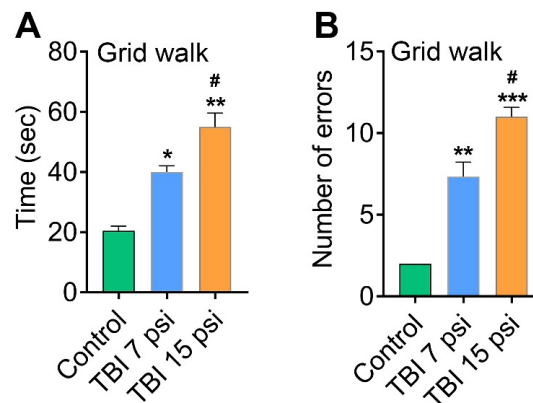 A
Grid walk
80
60
40
20
0
Time (sec)
*
#
**
Control
TBI 7 psi
TBI 15 psi
B
Grid walk
15
10
5
0
Number of errors
**
#
***
Control
TBI 7 psi
TBI 15 psi